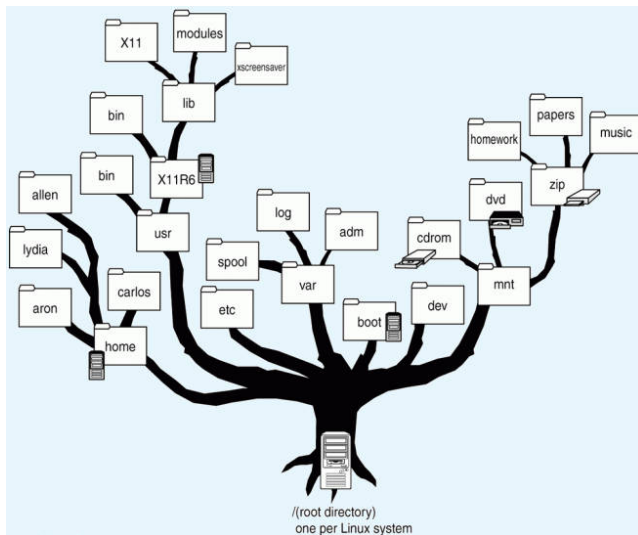 X11
modules
xscreensaver
lib
bin
papers
homework
music
bin
X11R6
zip
allen
dvd
log
usr
adm
lydia
cdrom
spool
var
mnt
carlos
aron
etc
boot
dev
home
/(root directory)
one per Linux system